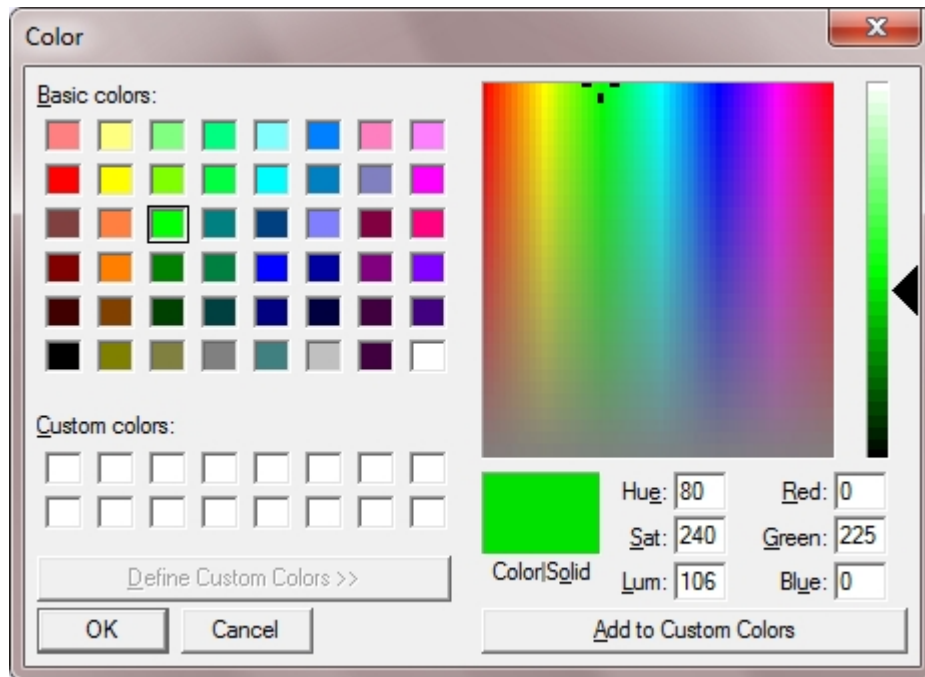 Color
Basic colors:
Custom colors:
Define Custom Colors >>
OK Cancel
Color|Solid
Hue: 80 Red: 0
Sat: 240 Green: 225
Lum: 106 Blue: 0
Add to Custom Colors